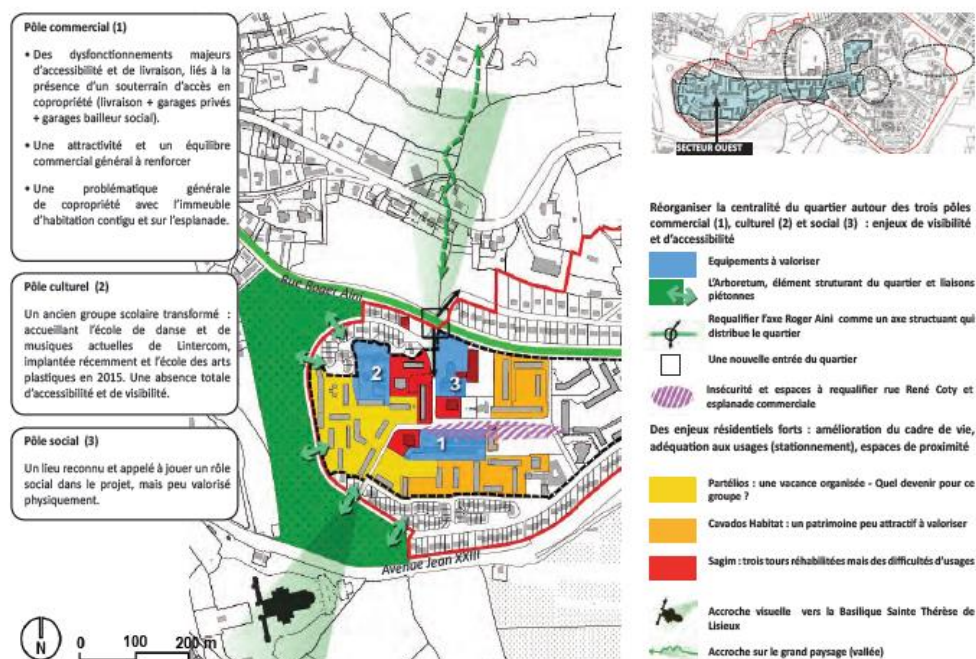 Pôle commercial (1)
• Des dysfonctionnements majeurs
d'accessibilité et de livraison, liés à la
présence d'un souterrain d'accès en
copropriété (livraison + garages privés
+ garages bailleur social).
• Une attractivité et un équilibre
commercial général à renforcer
• Une problématique générale
de copropriété avec l'immeuble
d'habitation contigu et sur l'esplanade.
Pôle culturel (2)
Un ancien groupe scolaire transformé :
accueillant l'école de danse et de
musiques actuelles de Lintercom,
implantée récemment et l'école des arts
plastiques en 2015. Une absence totale
d'accessibilité et de visibilité.
Pôle social (3)
Un lieu reconnu et appelé à jouer un rôle
social dans le projet, mais peu valorisé
physiquement.
Rue Roger Aini
2
3
1
Avenue Jean XXIII
N
0 100 200 m
SECTEUR OUEST
Réorganiser la centralité du quartier autour des trois pôles
commercial (1), culturel (2) et social (3) : enjeux de visibilité
et d'accessibilité
Equipements à valoriser
L'Arboretum, élément struturant du quartier et liaisons
piétonnes
Requalifier l'axe Roger Aini comme un axe structuant qui
distribue le quartier
Une nouvelle entrée du quartier
Insécurité et espaces à requalifier rue René Coty et
esplanade commerciale
Des enjeux résidentiels forts : amélioration du cadre de vie,
adéquation aux usages (stationnement), espaces de proximité
Partélios : une vacance organisée - Quel devenir pour ce
groupe ?
Cavados Habitat : un patrimoine peu attractif à valoriser
Sagim : trois tours réhabilitées mais des difficultés d'usages
Accroche visuelle vers la Basilique Sainte Thérèse de
Lisieux
Accroche sur le grand paysage (vallée)